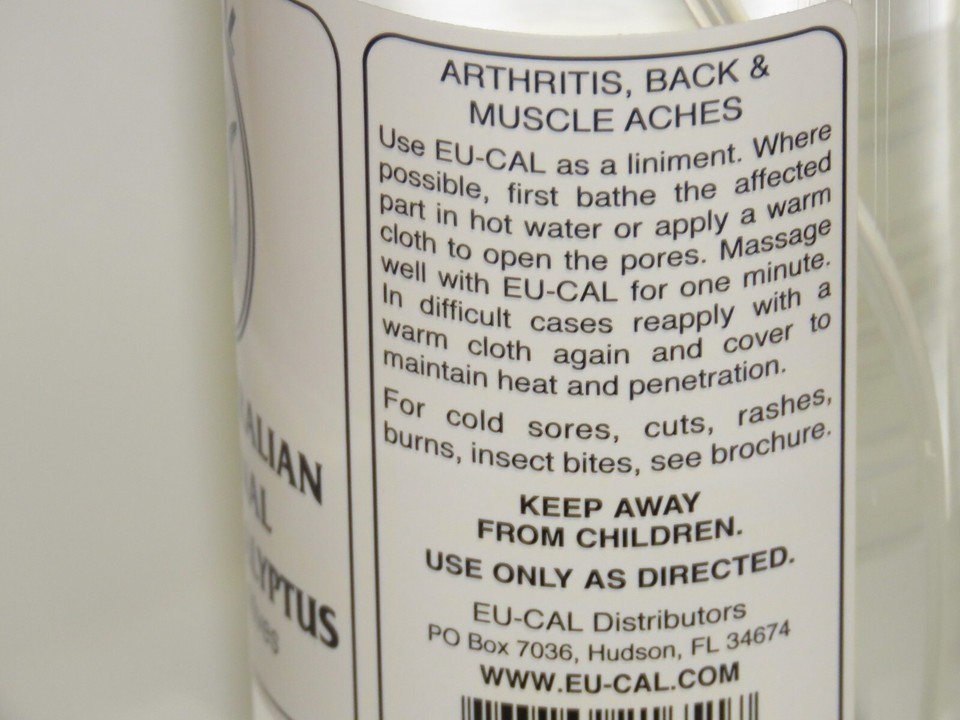 ARTHRITIS, BACK &
MUSCLE ACHES
Use EU-CAL as a liniment. Where
possible, first bathe the affected
part in hot water or apply a warm
cloth to open the pores. Massage
well with EU-CAL for one minute.
In difficult cases reapply with a
warm cloth again and cover to
maintain heat and penetration.
For cold sores, cuts, rashes,
burns, insect bites, see brochure.
KEEP AWAY
FROM CHILDREN.
USE ONLY AS DIRECTED.
EU-CAL Distributors
PO Box 7036, Hudson, FL 34674
WWW.EU-CAL.COM
ALIAN
AL
LYPTUS